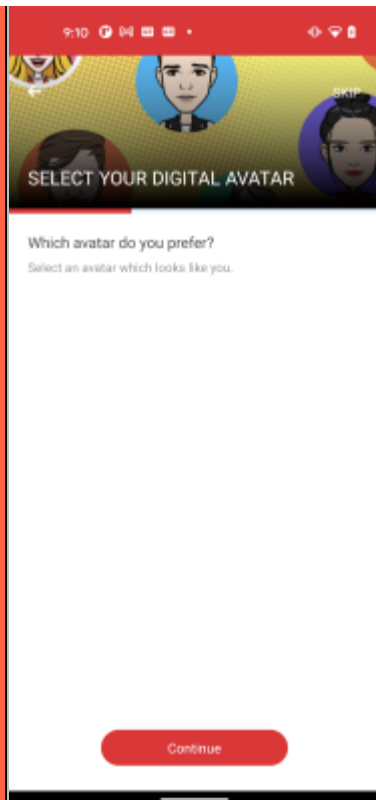 9:10
SKIP
SELECT YOUR DIGITAL AVATAR
Which avatar do you prefer?
Select an avatar which looks like you.
Continue